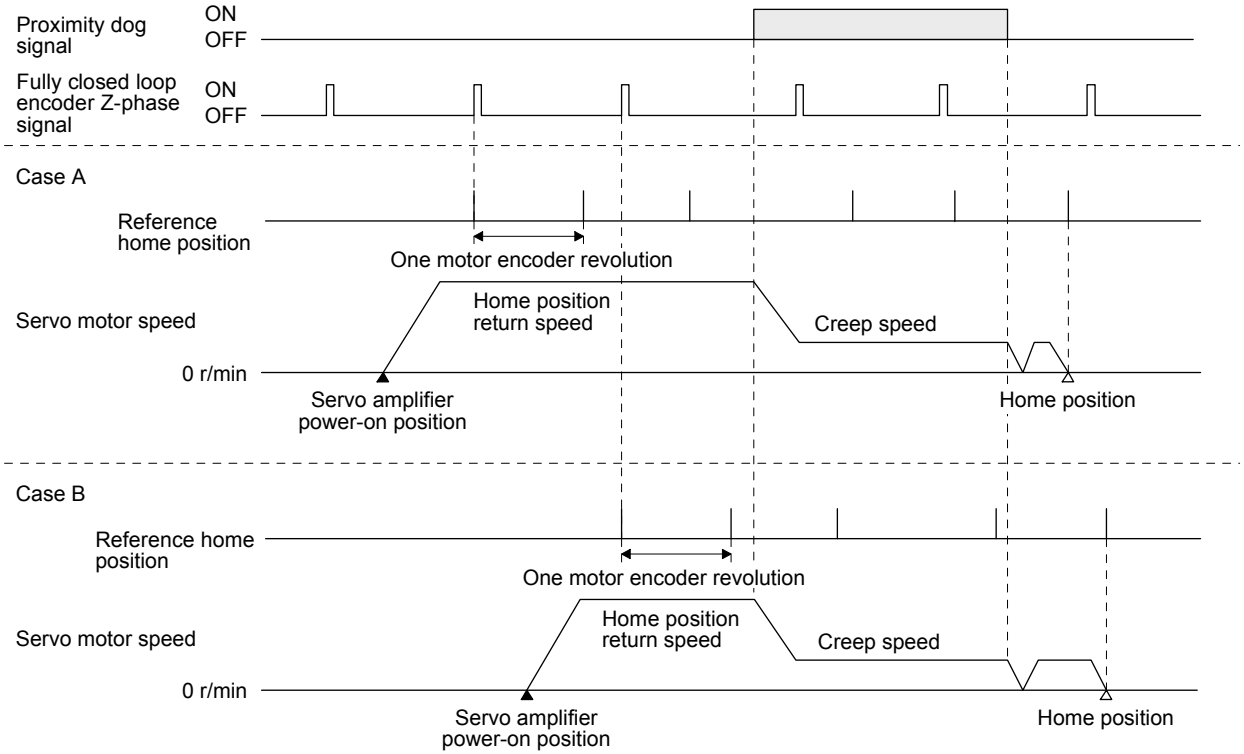 Proximity dog
signal
ON
OFF
Fully closed loop
encoder Z-phase
signal
ON
OFF
Case A
Reference
home position
One motor encoder revolution
Servo motor speed
Home position
return speed
Creep speed
0 r/min
Servo amplifier
power-on position
Home position
Case B
Reference home
position
One motor encoder revolution
Servo motor speed
Home position
return speed
Creep speed
0 r/min
Servo amplifier
power-on position
Home position